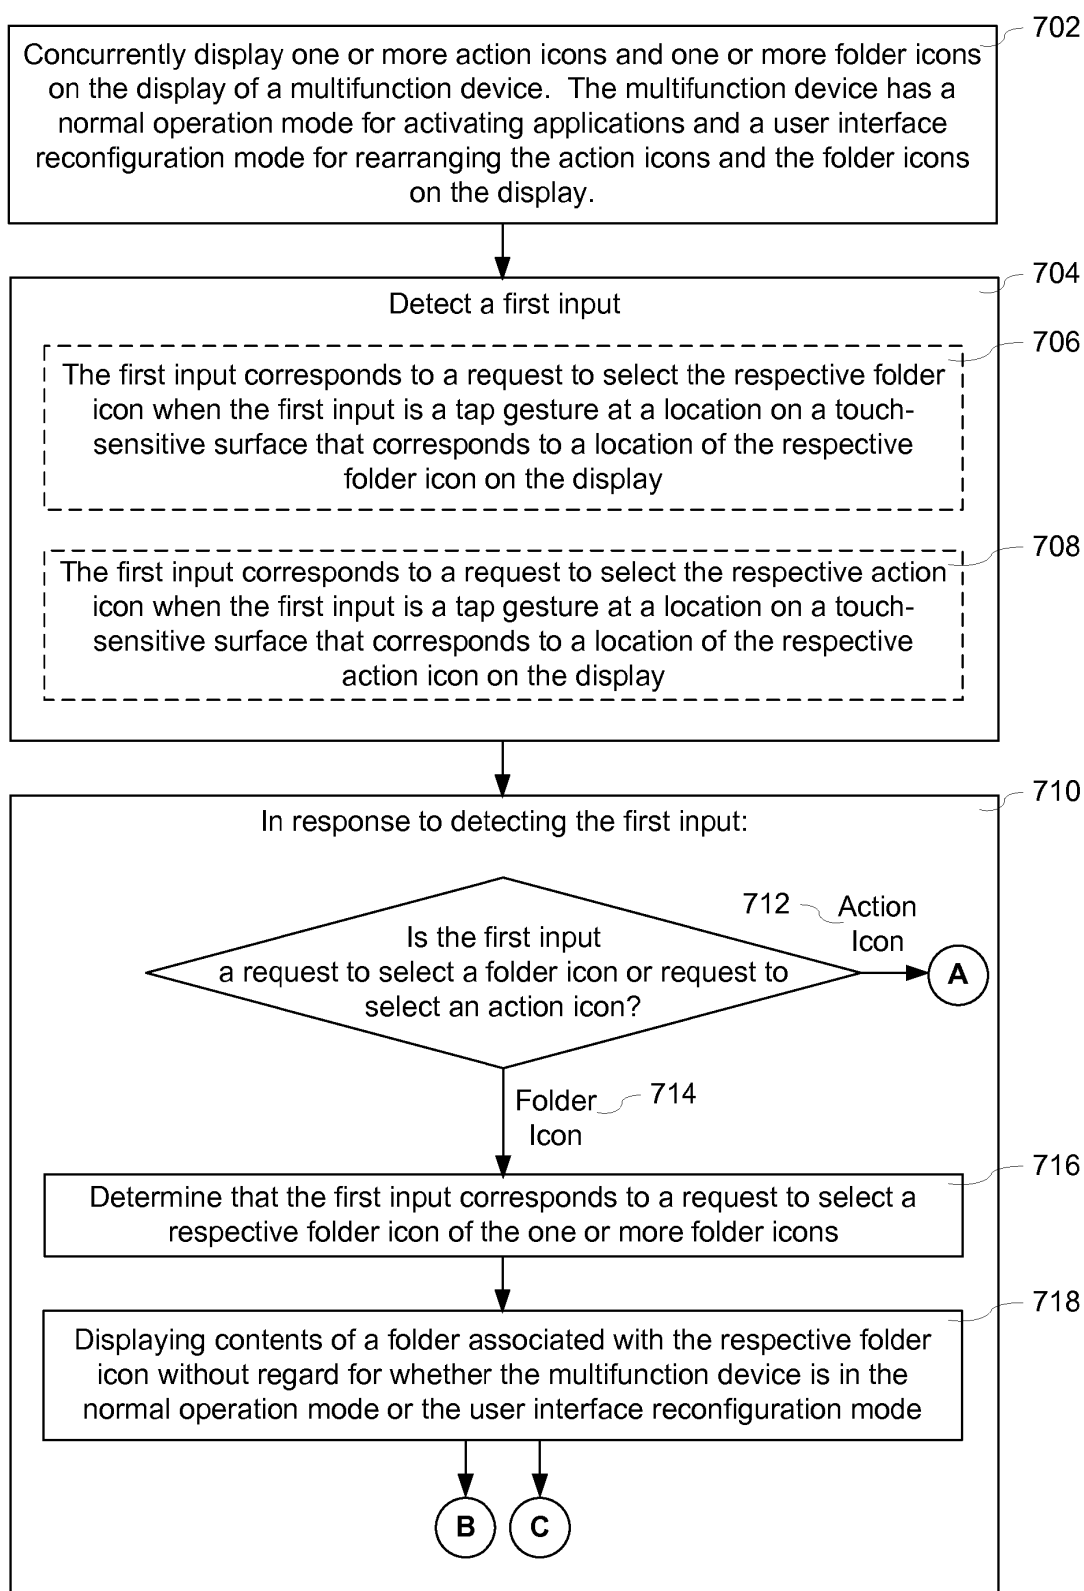 702
Concurrently display one or more action icons and one or more folder icons
on the display of a multifunction device.  The multifunction device has a
normal operation mode for activating applications and a user interface
reconfiguration mode for rearranging the action icons and the folder icons
on the display.
704
Detect a first input
706
The first input corresponds to a request to select the respective folder
icon when the first input is a tap gesture at a location on a touch-
sensitive surface that corresponds to a location of the respective
folder icon on the display
708
The first input corresponds to a request to select the respective action
icon when the first input is a tap gesture at a location on a touch-
sensitive surface that corresponds to a location of the respective
action icon on the display
710
In response to detecting the first input:
712
Action
Icon
Is the first input
a request to select a folder icon or request to
select an action icon?
A
714
Folder
Icon
716
Determine that the first input corresponds to a request to select a
respective folder icon of the one or more folder icons
718
Displaying contents of a folder associated with the respective folder
icon without regard for whether the multifunction device is in the
normal operation mode or the user interface reconfiguration mode
B
C